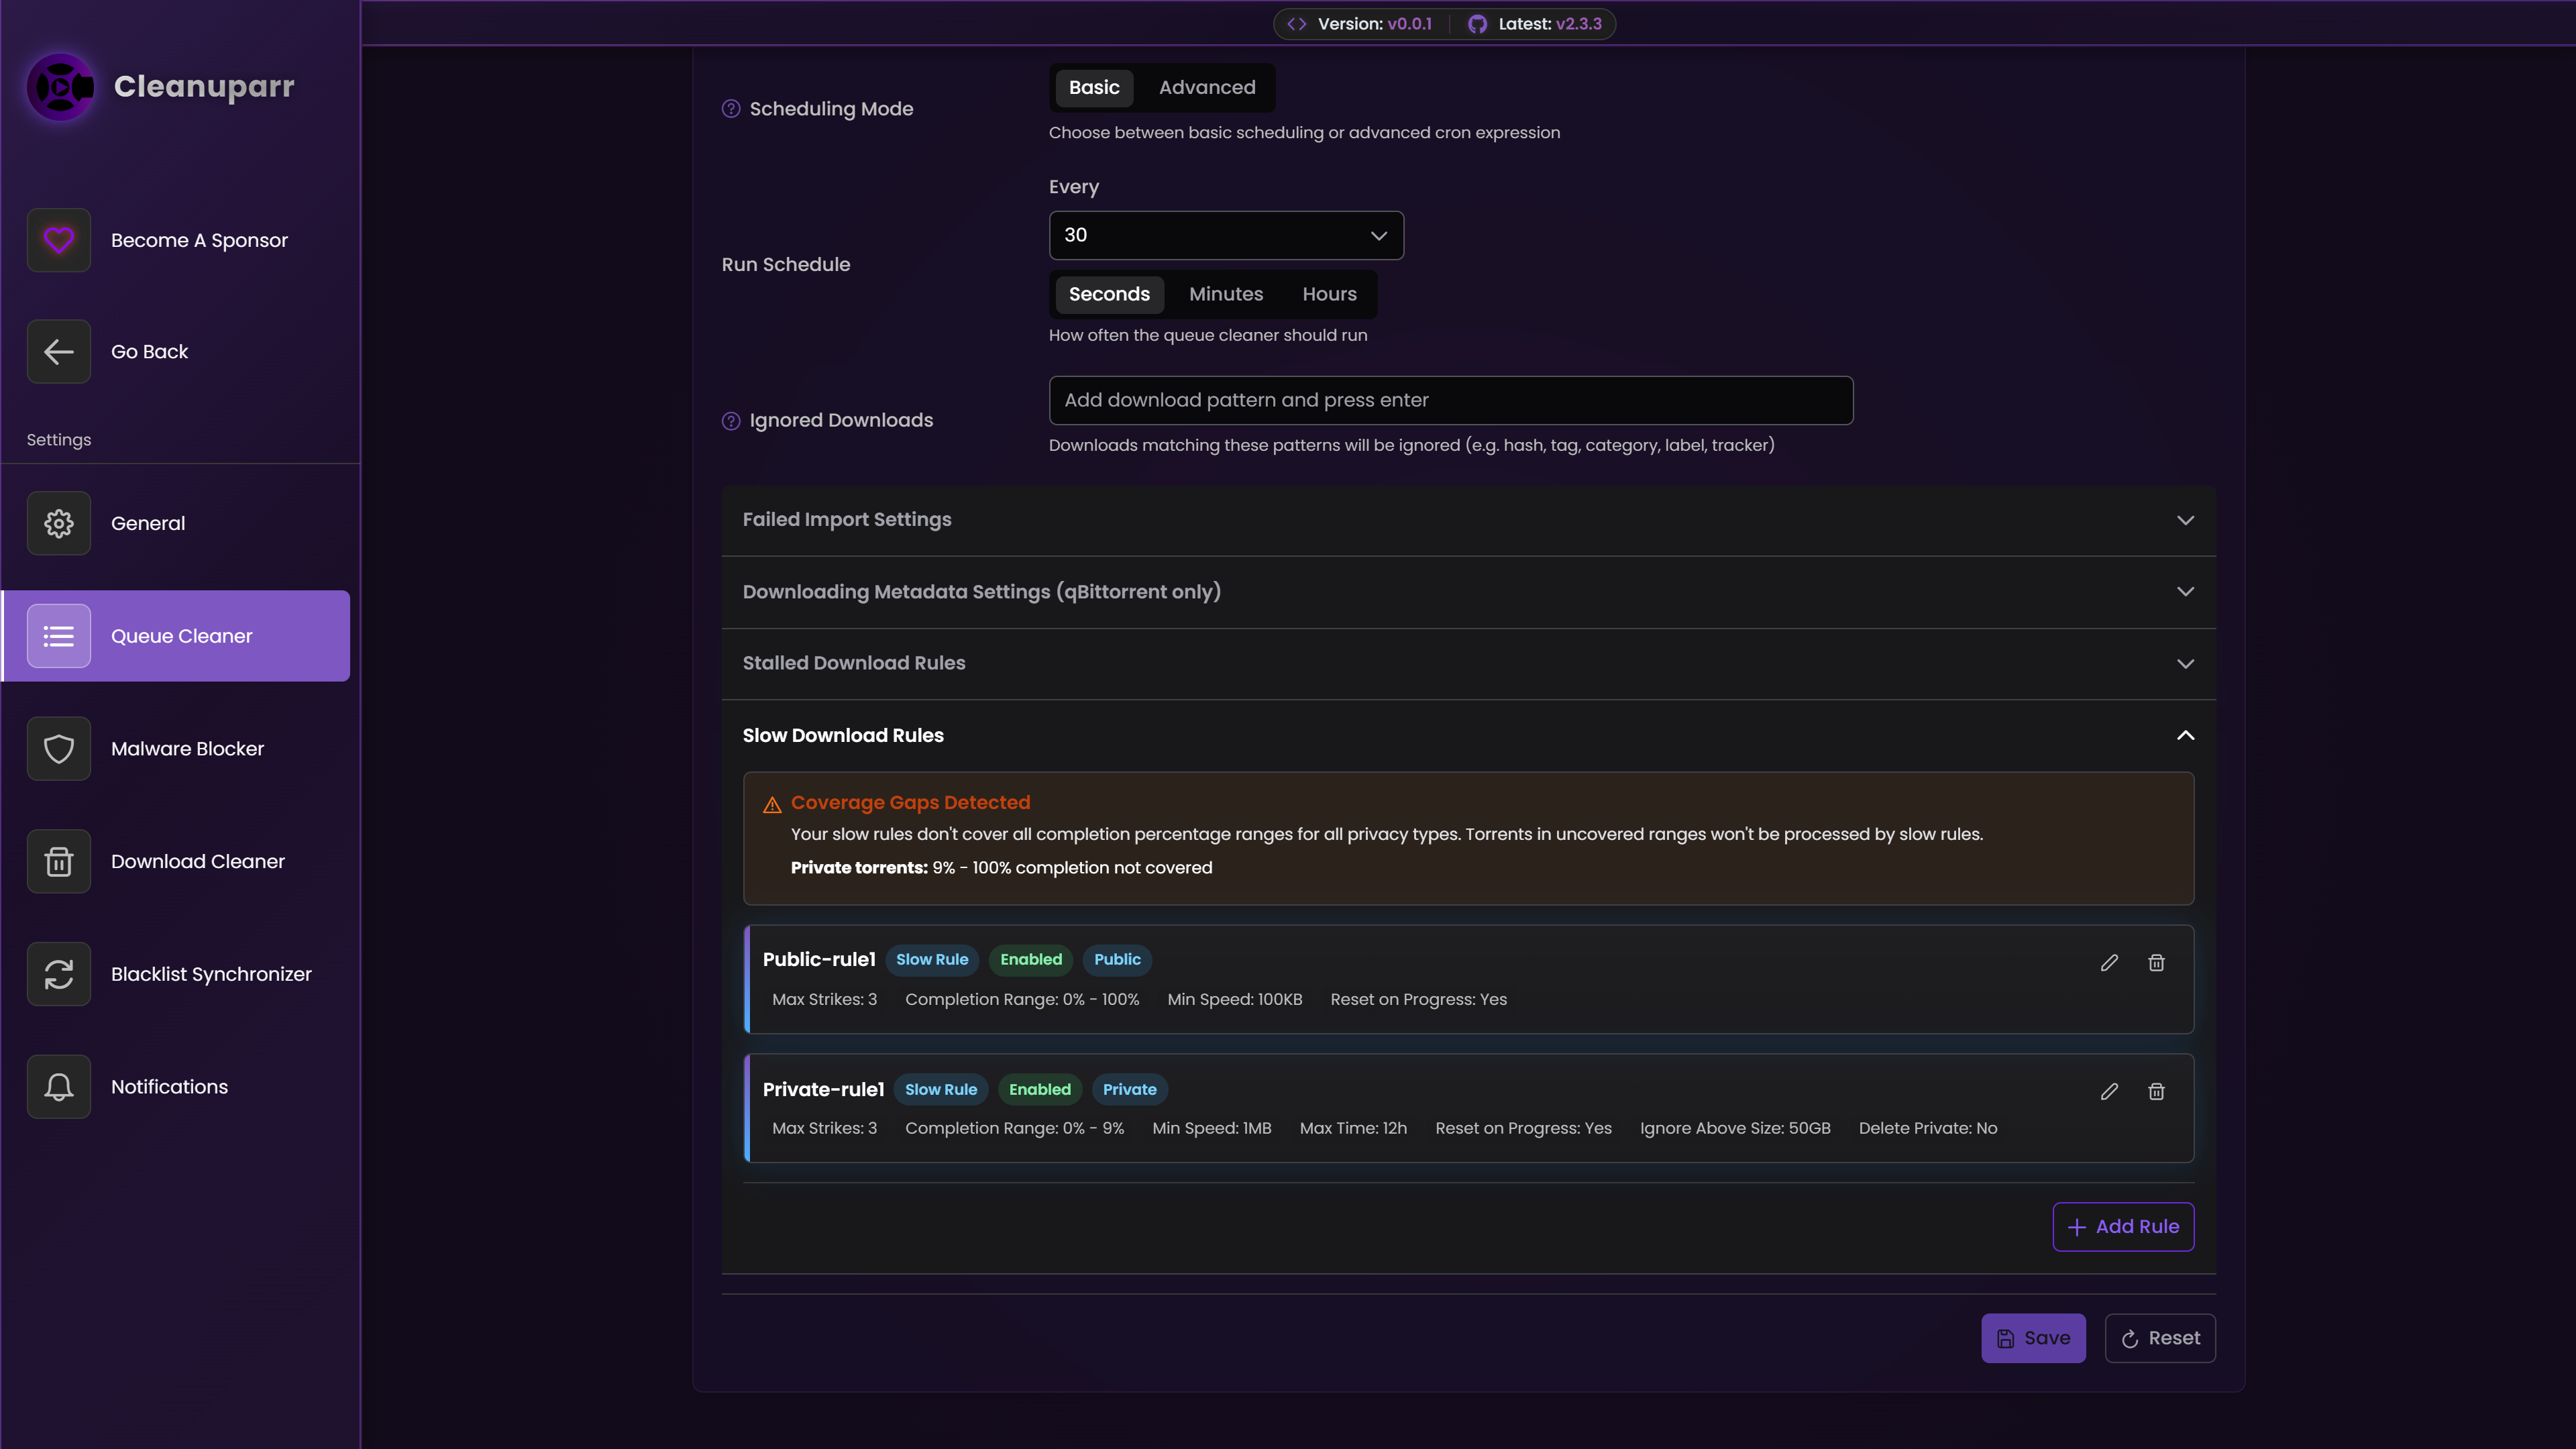 Version: v0.0.1 Latest: v2.3.3
Cleanuparr
Become A Sponsor
Go Back
Settings
General
Queue Cleaner
Malware Blocker
Download Cleaner
Blacklist Synchronizer
Notifications
Scheduling Mode
Basic Advanced
Choose between basic scheduling or advanced cron expression
Run Schedule
Every
30
Seconds Minutes Hours
How often the queue cleaner should run
Ignored Downloads
Add download pattern and press enter
Downloads matching these patterns will be ignored (e.g. hash, tag, category, label, tracker)
Failed Import Settings
Downloading Metadata Settings (qBittorrent only)
Stalled Download Rules
Slow Download Rules
Coverage Gaps Detected
Your slow rules don't cover all completion percentage ranges for all privacy types. Torrents in uncovered ranges won't be processed by slow rules.
Private torrents: 9% - 100% completion not covered
Public-rule1 Slow Rule Enabled Public
Max Strikes: 3 Completion Range: 0% - 100% Min Speed: 100KB Reset on Progress: Yes
Private-rule1 Slow Rule Enabled Private
Max Strikes: 3 Completion Range: 0% - 9% Min Speed: 1MB Max Time: 12h Reset on Progress: Yes Ignore Above Size: 50GB Delete Private: No
Add Rule
Save Reset